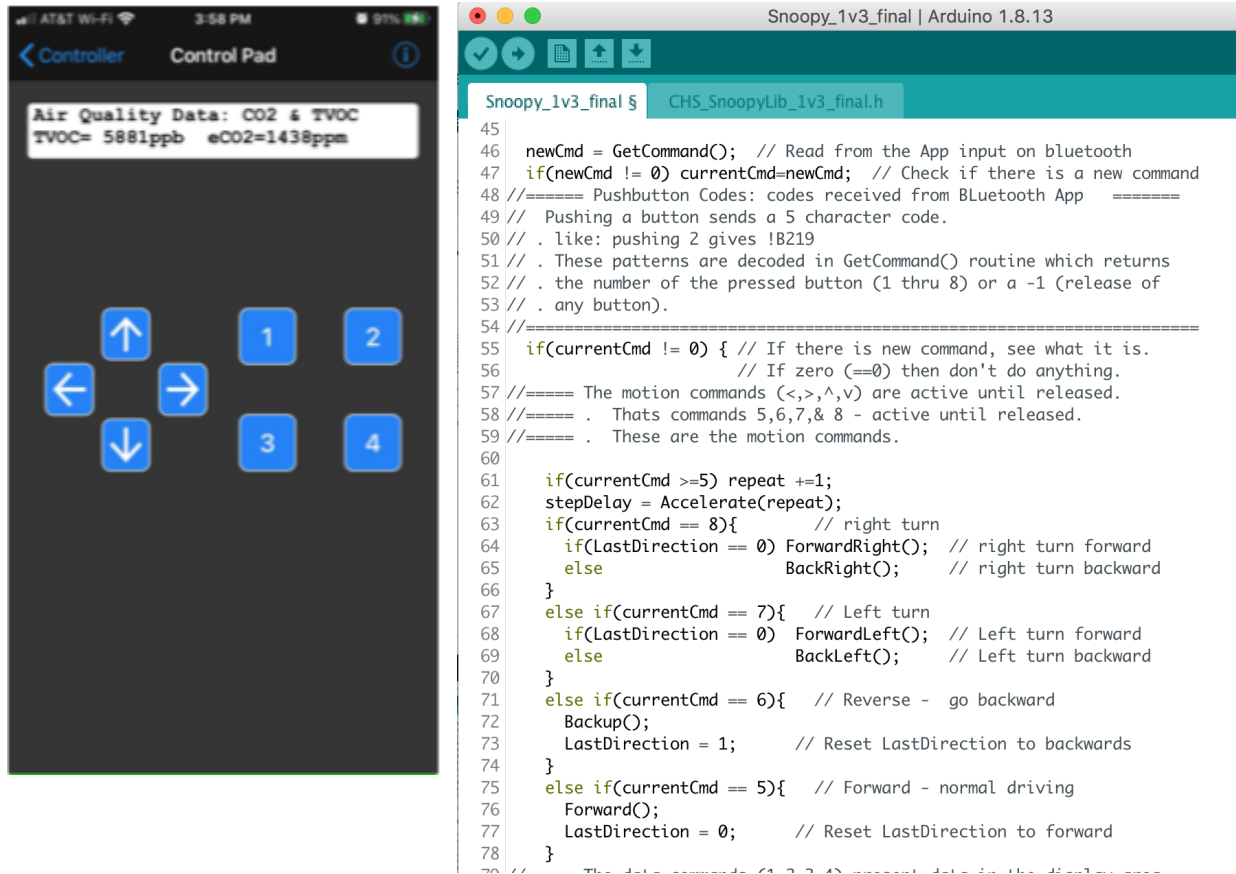 AT&T Wi-Fi 3:58 PM 91%
Controller Control Pad
Air Quality Data: CO2 & TVOC
TVOC= 5881ppb eCO2=1438ppm
1 2
3 4
Snoopy_1v3_final | Arduino 1.8.13
Snoopy_1v3_final § CHS_SnoopyLib_1v3_final.h
45
46 newCmd = GetCommand(); // Read from the App input on bluetooth
47 if(newCmd != 0) currentCmd=newCmd; // Check if there is a new command
48 //====== Pushbutton Codes: codes received from BLuetooth App =======
49 // Pushing a button sends a 5 character code.
50 // . like: pushing 2 gives !B219
51 // . These patterns are decoded in GetCommand() routine which returns
52 // . the number of the pressed button (1 thru 8) or a -1 (release of
53 // . any button).
54 //======================================================================
55 if(currentCmd != 0) { // If there is new command, see what it is.
56 // If zero (==0) then don't do anything.
57 //===== The motion commands (<,>,^,v) are active until released.
58 //===== . Thats commands 5,6,7,& 8 - active until released.
59 //===== . These are the motion commands.
60
61 if(currentCmd >=5) repeat +=1;
62 stepDelay = Accelerate(repeat);
63 if(currentCmd == 8){ // right turn
64 if(LastDirection == 0) ForwardRight(); // right turn forward
65 else BackRight(); // right turn backward
66 }
67 else if(currentCmd == 7){ // Left turn
68 if(LastDirection == 0) ForwardLeft(); // Left turn forward
69 else BackLeft(); // Left turn backward
70 }
71 else if(currentCmd == 6){ // Reverse - go backward
72 Backup();
73 LastDirection = 1; // Reset LastDirection to backwards
74 }
75 else if(currentCmd == 5){ // Forward - normal driving
76 Forward();
77 LastDirection = 0; // Reset LastDirection to forward
78 }